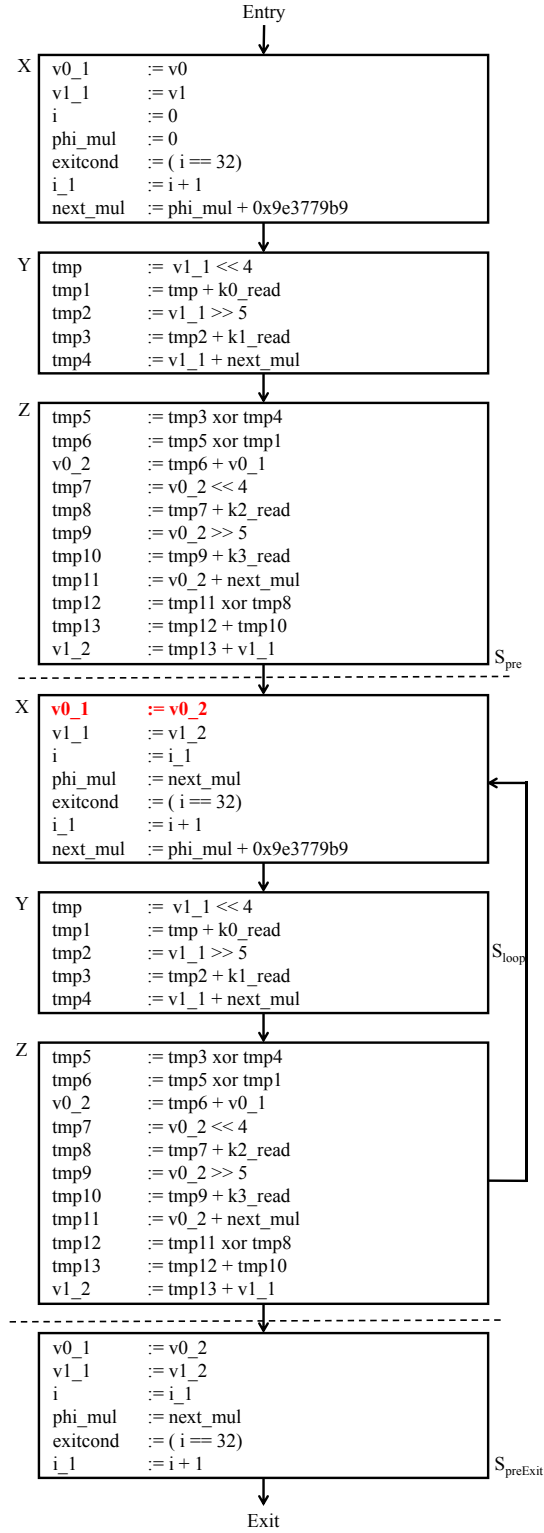 Entry
X
v0_1 := v0
v1_1 := v1
i := 0
phi_mul := 0
exitcond := ( i == 32)
i_1 := i + 1
next_mul := phi_mul + 0x9e3779b9
Y
tmp := v1_1 << 4
tmp1 := tmp + k0_read
tmp2 := v1_1 >> 5
tmp3 := tmp2 + k1_read
tmp4 := v1_1 + next_mul
Z
tmp5 := tmp3 xor tmp4
tmp6 := tmp5 xor tmp1
v0_2 := tmp6 + v0_1
tmp7 := v0_2 << 4
tmp8 := tmp7 + k2_read
tmp9 := v0_2 >> 5
tmp10 := tmp9 + k3_read
tmp11 := v0_2 + next_mul
tmp12 := tmp11 xor tmp8
tmp13 := tmp12 + tmp10
v1_2 := tmp13 + v1_1
Spre
X
v0_1 := v0_2
v1_1 := v1_2
i := i_1
phi_mul := next_mul
exitcond := ( i == 32)
i_1 := i + 1
next_mul := phi_mul + 0x9e3779b9
Y
tmp := v1_1 << 4
tmp1 := tmp + k0_read
tmp2 := v1_1 >> 5
tmp3 := tmp2 + k1_read
tmp4 := v1_1 + next_mul
Sloop
Z
tmp5 := tmp3 xor tmp4
tmp6 := tmp5 xor tmp1
v0_2 := tmp6 + v0_1
tmp7 := v0_2 << 4
tmp8 := tmp7 + k2_read
tmp9 := v0_2 >> 5
tmp10 := tmp9 + k3_read
tmp11 := v0_2 + next_mul
tmp12 := tmp11 xor tmp8
tmp13 := tmp12 + tmp10
v1_2 := tmp13 + v1_1
v0_1 := v0_2
v1_1 := v1_2
i := i_1
phi_mul := next_mul
exitcond := ( i == 32)
i_1 := i + 1
SpreExit
Exit